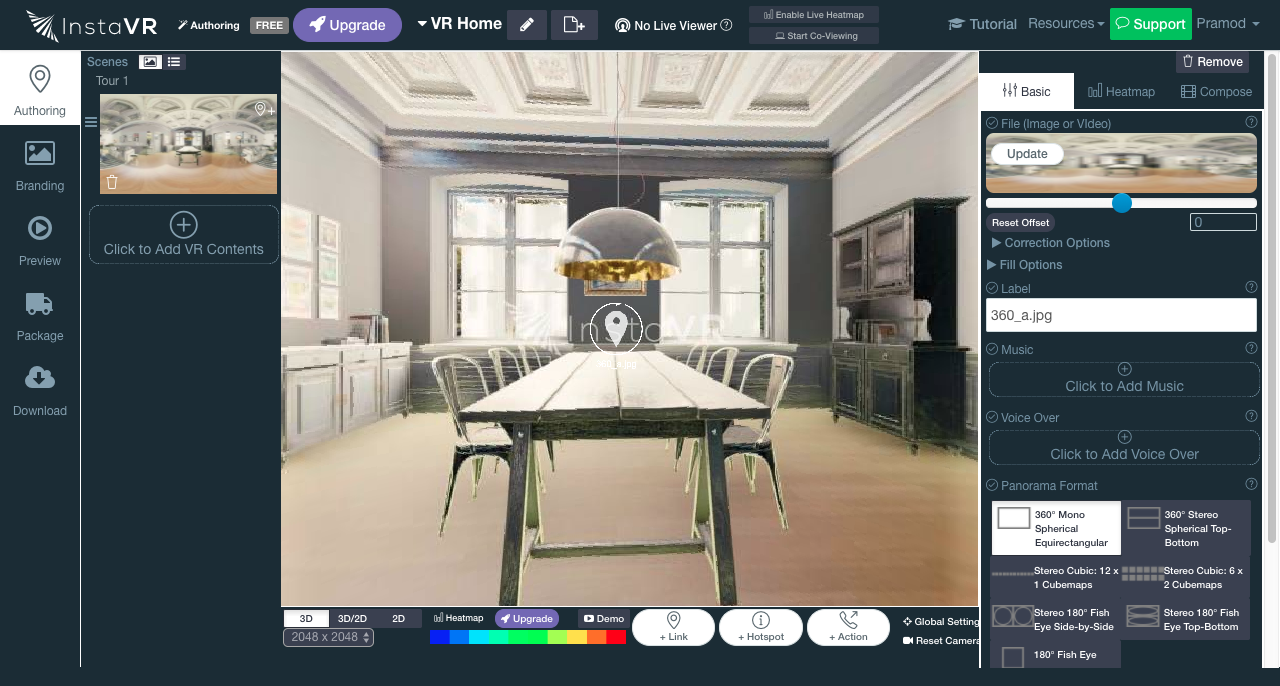 InstaVR
Authoring
FREE
Upgrade
VR Home
No Live Viewer
Enable Live Heatmap
Start Co-Viewing
Tutorial
Resources
Support
Pramod
Authoring
Branding
Preview
Package
Download
Scenes
Tour 1
Click to Add VR Contents
InstaVR
3D
3D/2D
2D
2048 x 2048
Heatmap
Upgrade
Demo
+ Link
+ Hotspot
+ Action
Global Setting
Reset Camera
Remove
Basic
Heatmap
Compose
File (Image or VIdeo)
Update
Reset Offset
0
Correction Options
Fill Options
Label
360_a.jpg
Music
Click to Add Music
Voice Over
Click to Add Voice Over
Panorama Format
360° Mono
Spherical
Equirectangular
360° Stereo
Spherical Top-
Bottom
Stereo Cubic: 12 x
1 Cubemaps
Stereo Cubic: 6 x
2 Cubemaps
Stereo 180° Fish
Eye Side-by-Side
Stereo 180° Fish
Eye Top-Bottom
180° Fish Eye